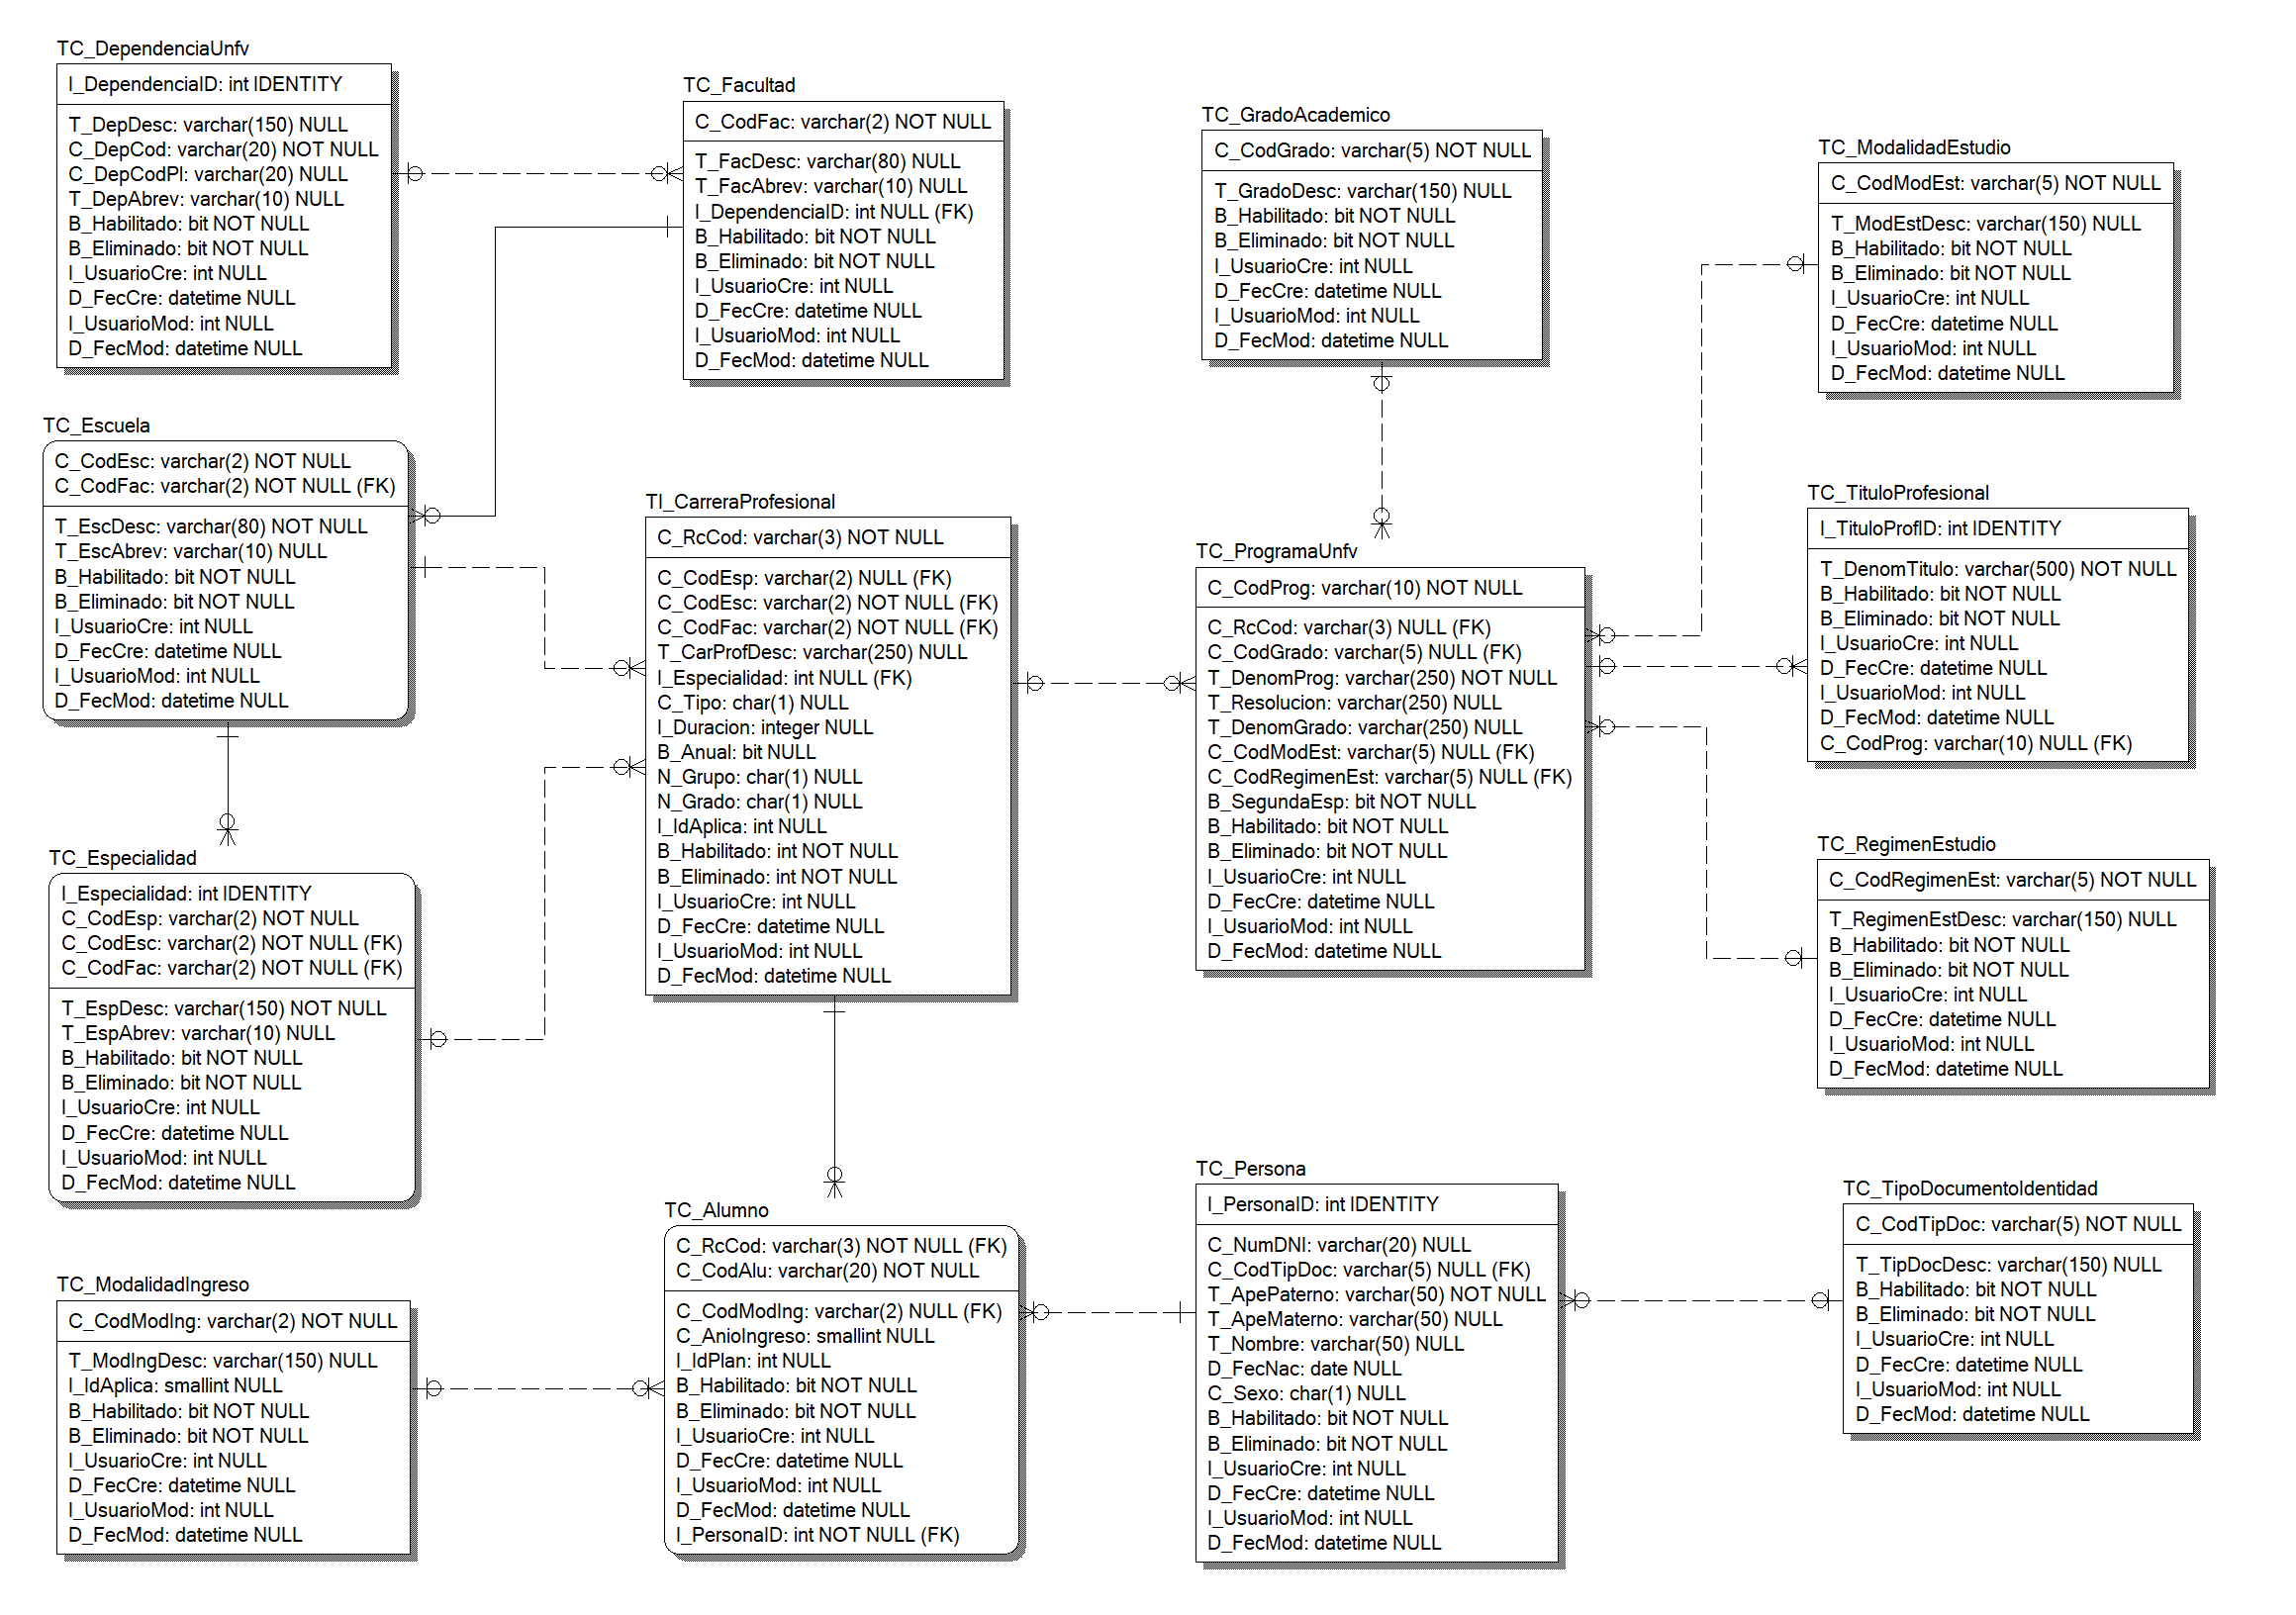 TC_DependenciaUnfv
I_DependenciaID: int IDENTITY
T_DepDesc: varchar(150) NULL
C_DepCod: varchar(20) NOT NULL
C_DepCodPl: varchar(20) NULL
T_DepAbrev: varchar(10) NULL
B_Habilitado: bit NOT NULL
B_Eliminado: bit NOT NULL
I_UsuarioCre: int NULL
D_FecCre: datetime NULL
I_UsuarioMod: int NULL
D_FecMod: datetime NULL
TC_Facultad
C_CodFac: varchar(2) NOT NULL
T_FacDesc: varchar(80) NULL
T_FacAbrev: varchar(10) NULL
I_DependenciaID: int NULL (FK)
B_Habilitado: bit NOT NULL
B_Eliminado: bit NOT NULL
I_UsuarioCre: int NULL
D_FecCre: datetime NULL
I_UsuarioMod: int NULL
D_FecMod: datetime NULL
TC_GradoAcademico
C_CodGrado: varchar(5) NOT NULL
T_GradoDesc: varchar(150) NULL
B_Habilitado: bit NOT NULL
B_Eliminado: bit NOT NULL
I_UsuarioCre: int NULL
D_FecCre: datetime NULL
I_UsuarioMod: int NULL
D_FecMod: datetime NULL
TC_ModalidadEstudio
C_CodModEst: varchar(5) NOT NULL
T_ModEstDesc: varchar(150) NULL
B_Habilitado: bit NOT NULL
B_Eliminado: bit NOT NULL
I_UsuarioCre: int NULL
D_FecCre: datetime NULL
I_UsuarioMod: int NULL
D_FecMod: datetime NULL
TC_Escuela
C_CodEsc: varchar(2) NOT NULL
C_CodFac: varchar(2) NOT NULL (FK)
T_EscDesc: varchar(80) NOT NULL
T_EscAbrev: varchar(10) NULL
B_Habilitado: bit NOT NULL
B_Eliminado: bit NOT NULL
I_UsuarioCre: int NULL
D_FecCre: datetime NULL
I_UsuarioMod: int NULL
D_FecMod: datetime NULL
TI_CarreraProfesional
C_RcCod: varchar(3) NOT NULL
C_CodEsp: varchar(2) NULL (FK)
C_CodEsc: varchar(2) NOT NULL (FK)
C_CodFac: varchar(2) NOT NULL (FK)
T_CarProfDesc: varchar(250) NULL
I_Especialidad: int NULL (FK)
C_Tipo: char(1) NULL
I_Duracion: integer NULL
B_Anual: bit NULL
N_Grupo: char(1) NULL
N_Grado: char(1) NULL
I_IdAplica: int NULL
B_Habilitado: int NOT NULL
B_Eliminado: int NOT NULL
I_UsuarioCre: int NULL
D_FecCre: datetime NULL
I_UsuarioMod: int NULL
D_FecMod: datetime NULL
TC_ProgramaUnfv
C_CodProg: varchar(10) NOT NULL
C_RcCod: varchar(3) NULL (FK)
C_CodGrado: varchar(5) NULL (FK)
T_DenomProg: varchar(250) NOT NULL
T_Resolucion: varchar(250) NULL
T_DenomGrado: varchar(250) NULL
C_CodModEst: varchar(5) NULL (FK)
C_CodRegimenEst: varchar(5) NULL (FK)
B_SegundaEsp: bit NOT NULL
B_Habilitado: bit NOT NULL
B_Eliminado: bit NOT NULL
I_UsuarioCre: int NULL
D_FecCre: datetime NULL
I_UsuarioMod: int NULL
D_FecMod: datetime NULL
TC_TituloProfesional
I_TituloProfID: int IDENTITY
T_DenomTitulo: varchar(500) NOT NULL
B_Habilitado: bit NOT NULL
B_Eliminado: bit NOT NULL
I_UsuarioCre: int NULL
D_FecCre: datetime NULL
I_UsuarioMod: int NULL
D_FecMod: datetime NULL
C_CodProg: varchar(10) NULL (FK)
TC_Especialidad
I_Especialidad: int IDENTITY
C_CodEsp: varchar(2) NOT NULL
C_CodEsc: varchar(2) NOT NULL (FK)
C_CodFac: varchar(2) NOT NULL (FK)
T_EspDesc: varchar(150) NOT NULL
T_EspAbrev: varchar(10) NULL
B_Habilitado: bit NOT NULL
B_Eliminado: bit NOT NULL
I_UsuarioCre: int NULL
D_FecCre: datetime NULL
I_UsuarioMod: int NULL
D_FecMod: datetime NULL
TC_RegimenEstudio
C_CodRegimenEst: varchar(5) NOT NULL
T_RegimenEstDesc: varchar(150) NULL
B_Habilitado: bit NOT NULL
B_Eliminado: bit NOT NULL
I_UsuarioCre: int NULL
D_FecCre: datetime NULL
I_UsuarioMod: int NULL
D_FecMod: datetime NULL
TC_ModalidadIngreso
C_CodModIng: varchar(2) NOT NULL
T_ModIngDesc: varchar(150) NULL
I_IdAplica: smallint NULL
B_Habilitado: bit NOT NULL
B_Eliminado: bit NOT NULL
I_UsuarioCre: int NULL
D_FecCre: datetime NULL
I_UsuarioMod: int NULL
D_FecMod: datetime NULL
TC_Alumno
C_RcCod: varchar(3) NOT NULL (FK)
C_CodAlu: varchar(20) NOT NULL
C_CodModIng: varchar(2) NULL (FK)
C_AnioIngreso: smallint NULL
I_IdPlan: int NULL
B_Habilitado: bit NOT NULL
B_Eliminado: bit NOT NULL
I_UsuarioCre: int NULL
D_FecCre: datetime NULL
I_UsuarioMod: int NULL
D_FecMod: datetime NULL
I_PersonaID: int NOT NULL (FK)
TC_Persona
I_PersonaID: int IDENTITY
C_NumDNI: varchar(20) NULL
C_CodTipDoc: varchar(5) NULL (FK)
T_ApePaterno: varchar(50) NOT NULL
T_ApeMaterno: varchar(50) NULL
T_Nombre: varchar(50) NULL
D_FecNac: date NULL
C_Sexo: char(1) NULL
B_Habilitado: bit NOT NULL
B_Eliminado: bit NOT NULL
I_UsuarioCre: int NULL
D_FecCre: datetime NULL
I_UsuarioMod: int NULL
D_FecMod: datetime NULL
TC_TipoDocumentoIdentidad
C_CodTipDoc: varchar(5) NOT NULL
T_TipDocDesc: varchar(150) NULL
B_Habilitado: bit NOT NULL
B_Eliminado: bit NOT NULL
I_UsuarioCre: int NULL
D_FecCre: datetime NULL
I_UsuarioMod: int NULL
D_FecMod: datetime NULL